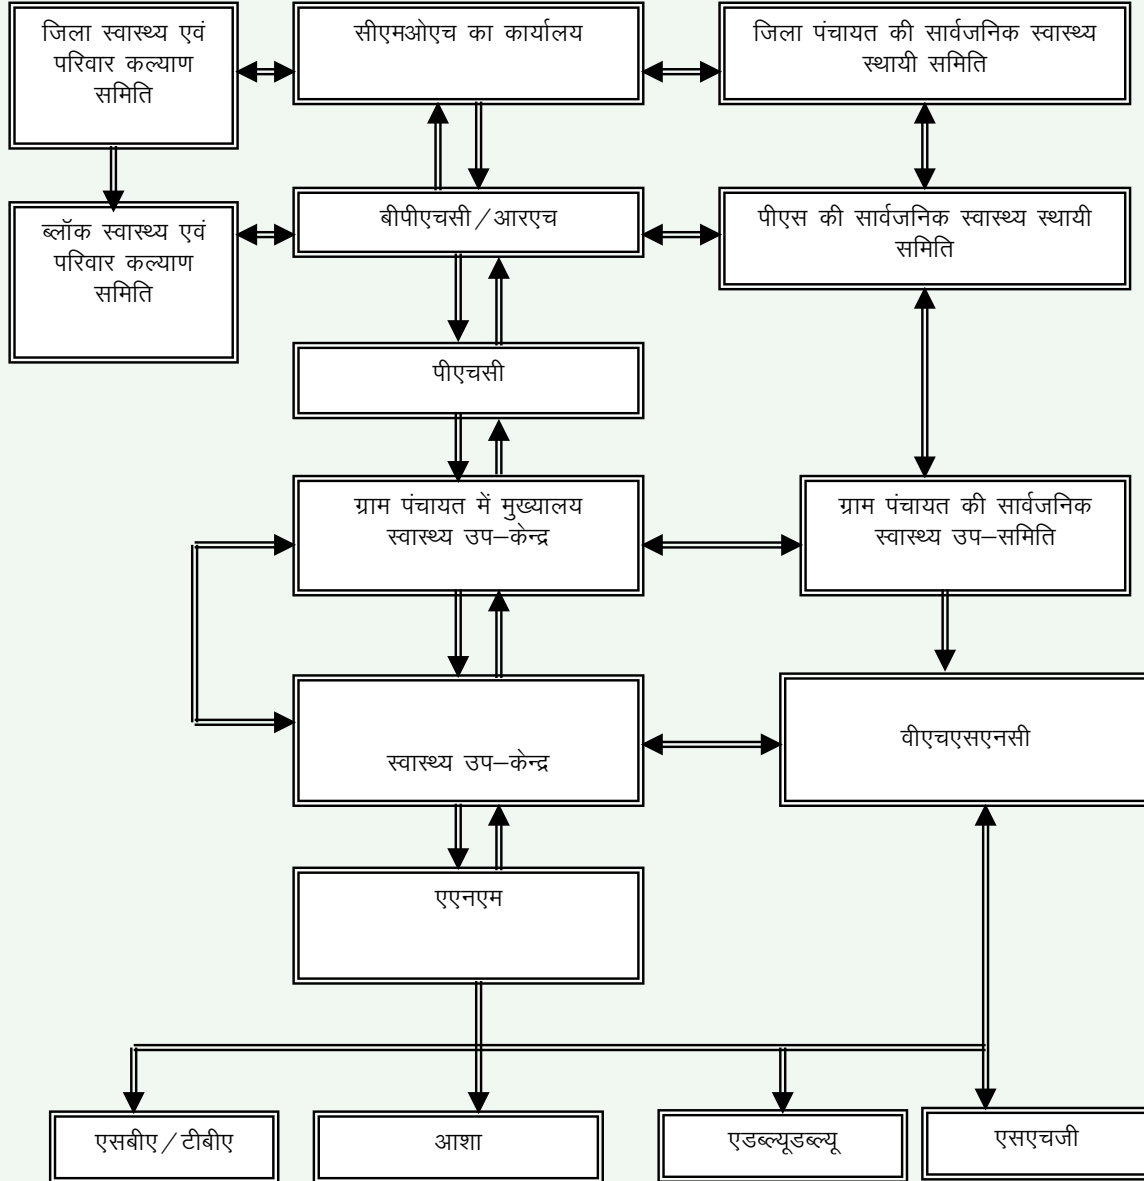 जिला स्वास्थ्य एवं
परिवार कल्याण
समिति
सीएमओएच का कार्यालय
जिला पंचायत की सार्वजनिक स्वास्थ्य
स्थायी समिति
ब्लॉक स्वास्थ्य एवं
परिवार कल्याण
समिति
बीपीएचसी/आरएच
पीएस की सार्वजनिक स्वास्थ्य स्थायी
समिति
पीएचसी
ग्राम पंचायत में मुख्यालय
स्वास्थ्य उप–केन्द्र
ग्राम पंचायत की सार्वजनिक
स्वास्थ्य उप–समिति
स्वास्थ्य उप–केन्द्र
वीएचएसएनसी
एएनएम
एसबीए/टीबीए
आशा
एडब्ल्यूडब्ल्यू
एसएचजी